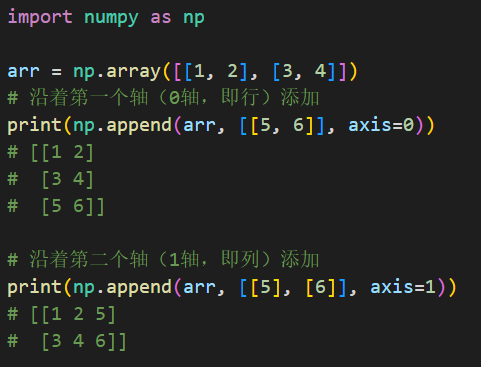 import numpy as np
arr = np.array([[1, 2], [3, 4]])
# 沿着第一个轴（0轴，即行）添加
print(np.append(arr, [[5, 6]], axis=0))
# [[1 2]
#  [3 4]
#  [5 6]]
# 沿着第二个轴（1轴，即列）添加
print(np.append(arr, [[5], [6]], axis=1))
# [[1 2 5]
#  [3 4 6]]